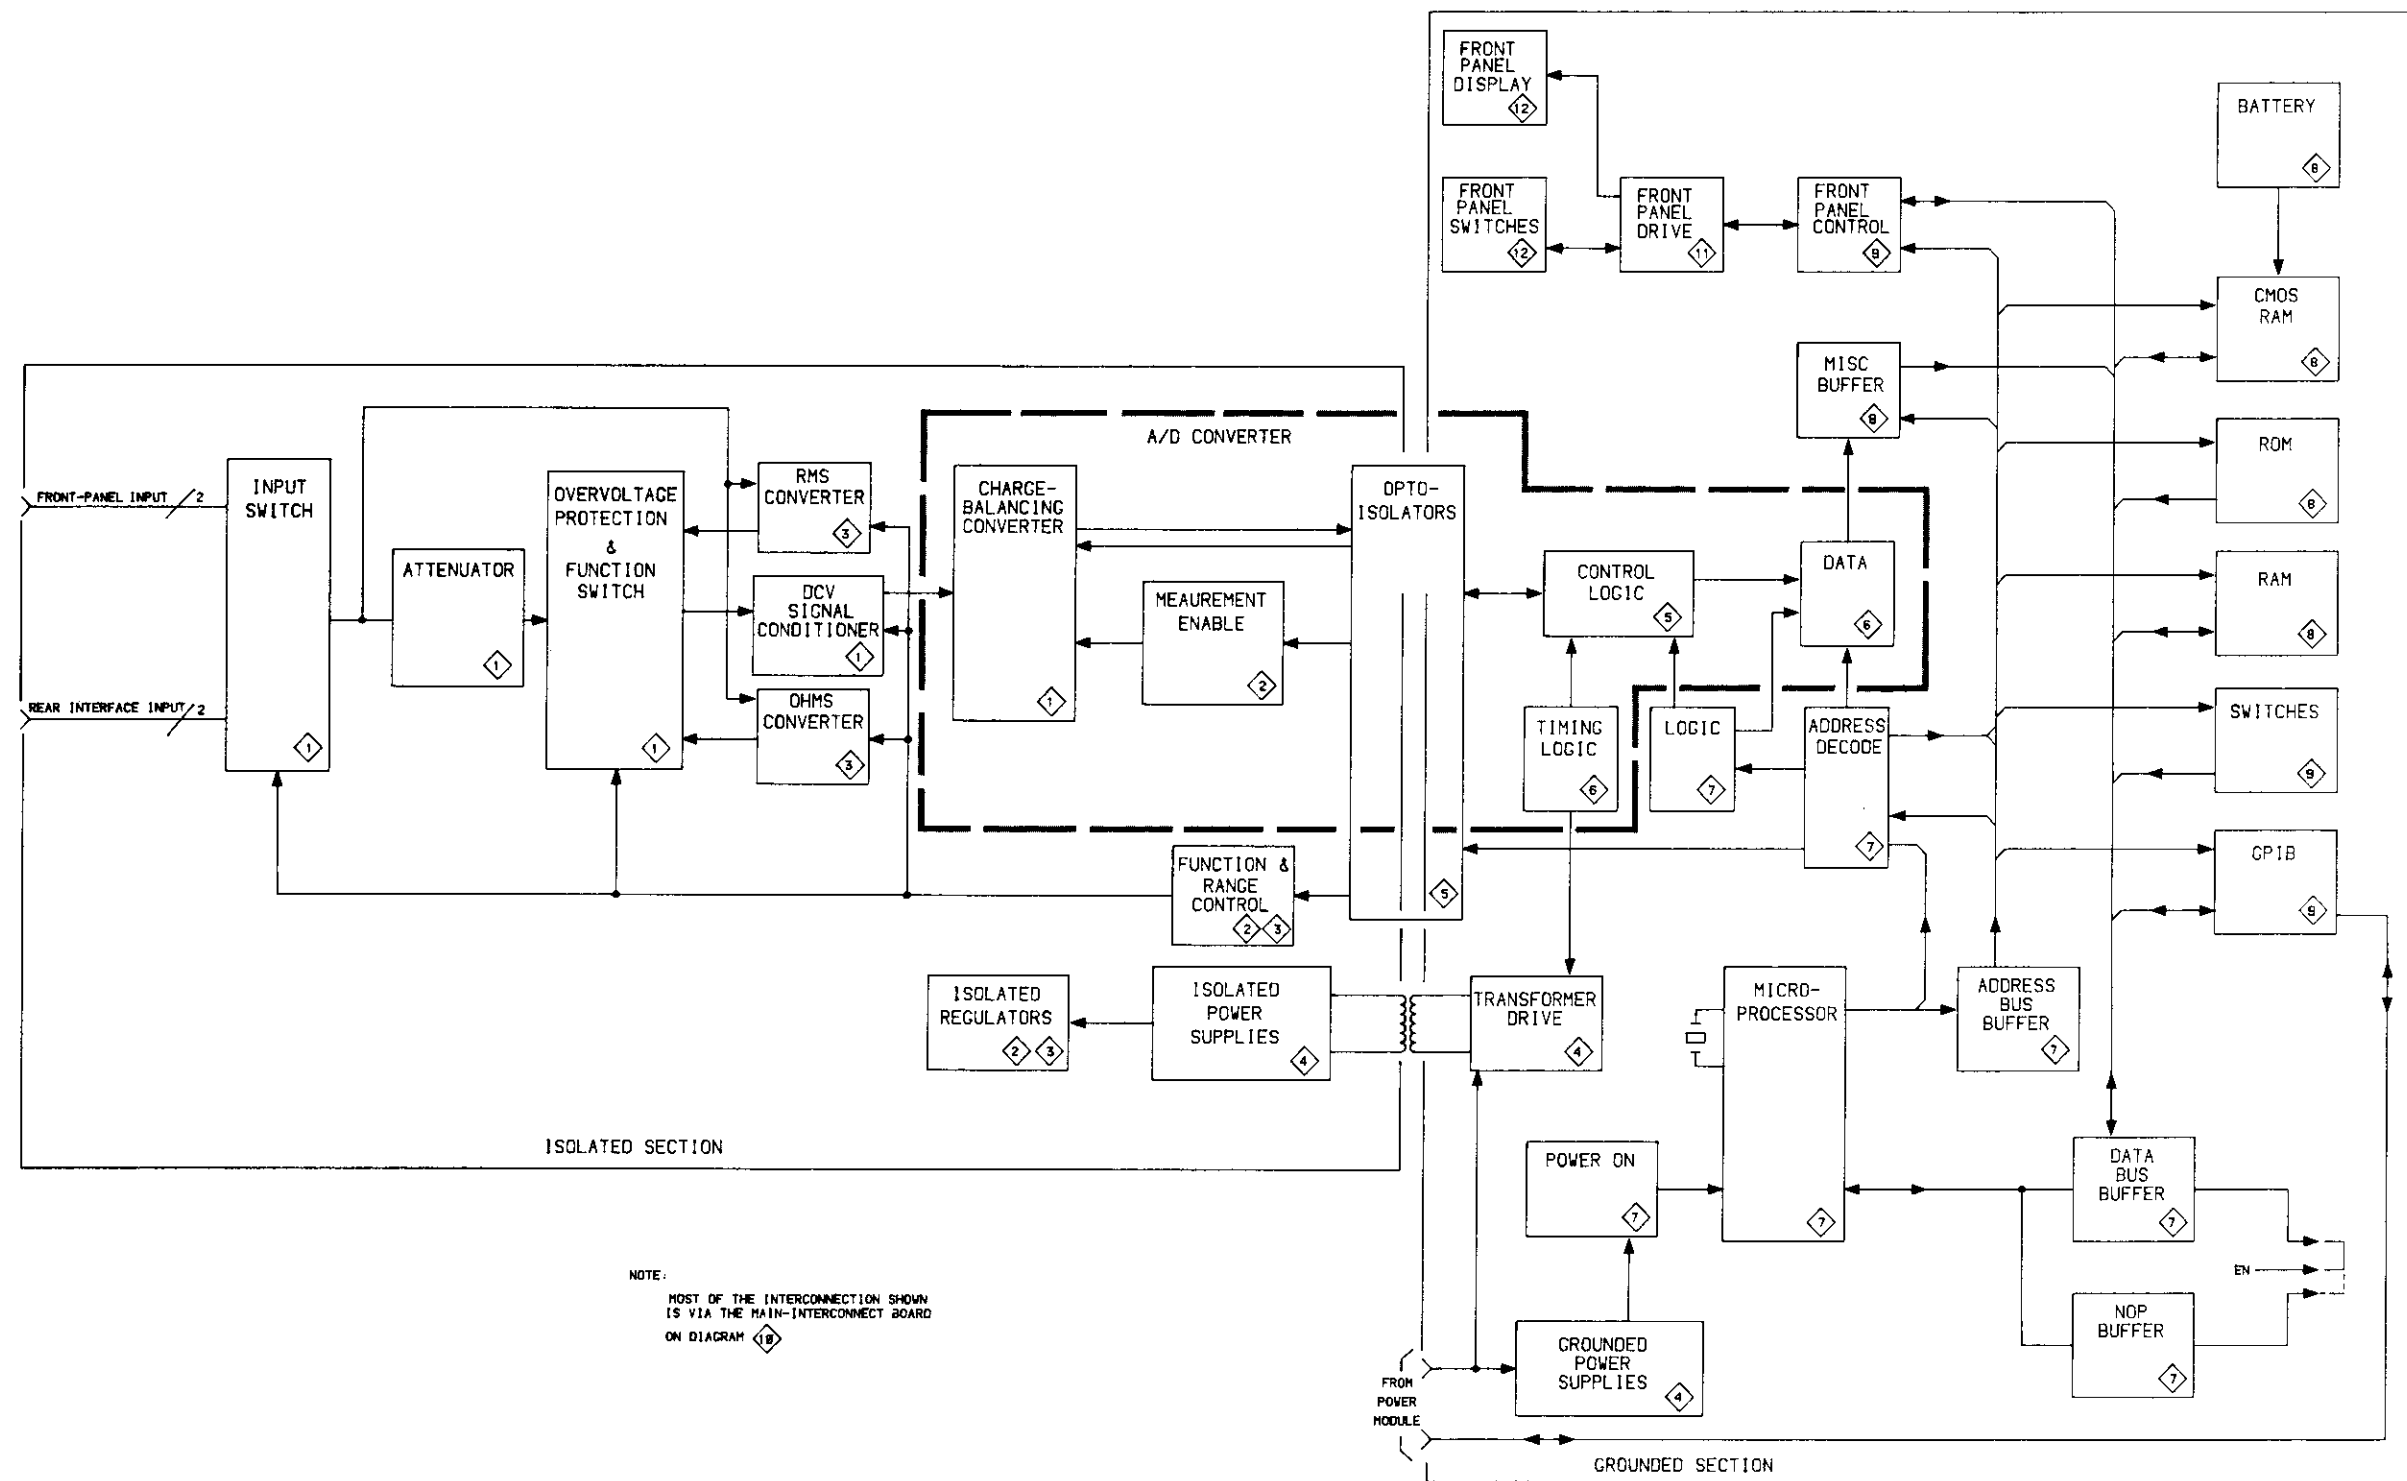 FRONT
PANEL
DISPLAY
12
BATTERY
8
FRONT
PANEL
SWITCHES
12
FRONT
PANEL
DRIVE
11
FRONT
PANEL
CONTROL
9
CMOS
RAM
8
MISC
BUFFER
8
ROM
8
RAM
8
SWITCHES
9
GPIB
9
A/D CONVERTER
FRONT-PANEL INPUT 2
REAR INTERFACE INPUT 2
INPUT
SWITCH
1
ATTENUATOR
1
OVERVOLTAGE
PROTECTION
&
FUNCTION
SWITCH
1
RMS
CONVERTER
3
DCV
SIGNAL
CONDITIONER
1
OHMS
CONVERTER
3
CHARGE-
BALANCING
CONVERTER
1
MEAUREMENT
ENABLE
2
OPTO-
ISOLATORS
5
CONTROL
LOGIC
5
DATA
6
TIMING
LOGIC
6
LOGIC
7
ADDRESS
DECODE
7
FUNCTION &
RANGE
CONTROL
2 3
ISOLATED
REGULATORS
2 3
ISOLATED
POWER
SUPPLIES
4
TRANSFORMER
DRIVE
4
MICRO-
PROCESSOR
7
ADDRESS
BUS
BUFFER
7
ISOLATED SECTION
POWER ON
7
DATA
BUS
BUFFER
7
EN
NOP
BUFFER
7
NOTE:
MOST OF THE INTERCONNECTION SHOWN
IS VIA THE MAIN-INTERCONNECT BOARD
ON DIAGRAM 10
GROUNDED
POWER
SUPPLIES
4
FROM
POWER
MODULE
GROUNDED SECTION